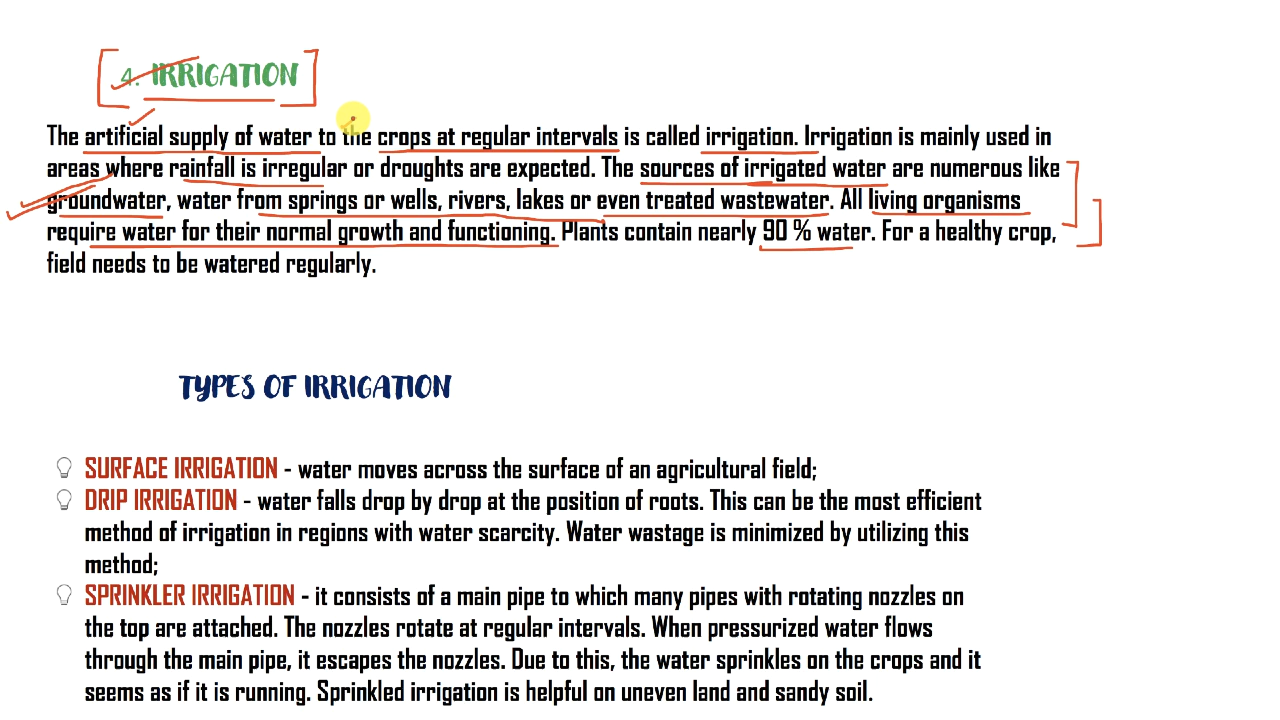 4. IRRIGATION
The artificial supply of water to the crops at regular intervals is called irrigation. Irrigation is mainly used in
areas where rainfall is irregular or droughts are expected. The sources of irrigated water are numerous like
groundwater, water from springs or wells, rivers, lakes or even treated wastewater. All living organisms
require water for their normal growth and functioning. Plants contain nearly 90 % water. For a healthy crop,
field needs to be watered regularly.
TYPES OF IRRIGATION
SURFACE IRRIGATION - water moves across the surface of an agricultural field;
DRIP IRRIGATION - water falls drop by drop at the position of roots. This can be the most efficient
method of irrigation in regions with water scarcity. Water wastage is minimized by utilizing this
method;
SPRINKLER IRRIGATION - it consists of a main pipe to which many pipes with rotating nozzles on
the top are attached. The nozzles rotate at regular intervals. When pressurized water flows
through the main pipe, it escapes the nozzles. Due to this, the water sprinkles on the crops and it
seems as if it is running. Sprinkled irrigation is helpful on uneven land and sandy soil.